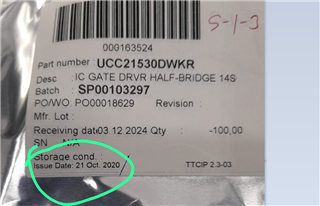 S-1-3
000163524
Part number UCC21530DWKR
Desc : IC GATE DRVR HALF-BRIDGE 14S
Batch : SP00103297
PO/WO: PO00018629 Revision :
Mfr. Lot :
Receiving date03.12.2024 Qty : -100,00
SN N/A
Storage cond. :
Issue Date: 21 Oct. 2020 TTCIP 2.3-03